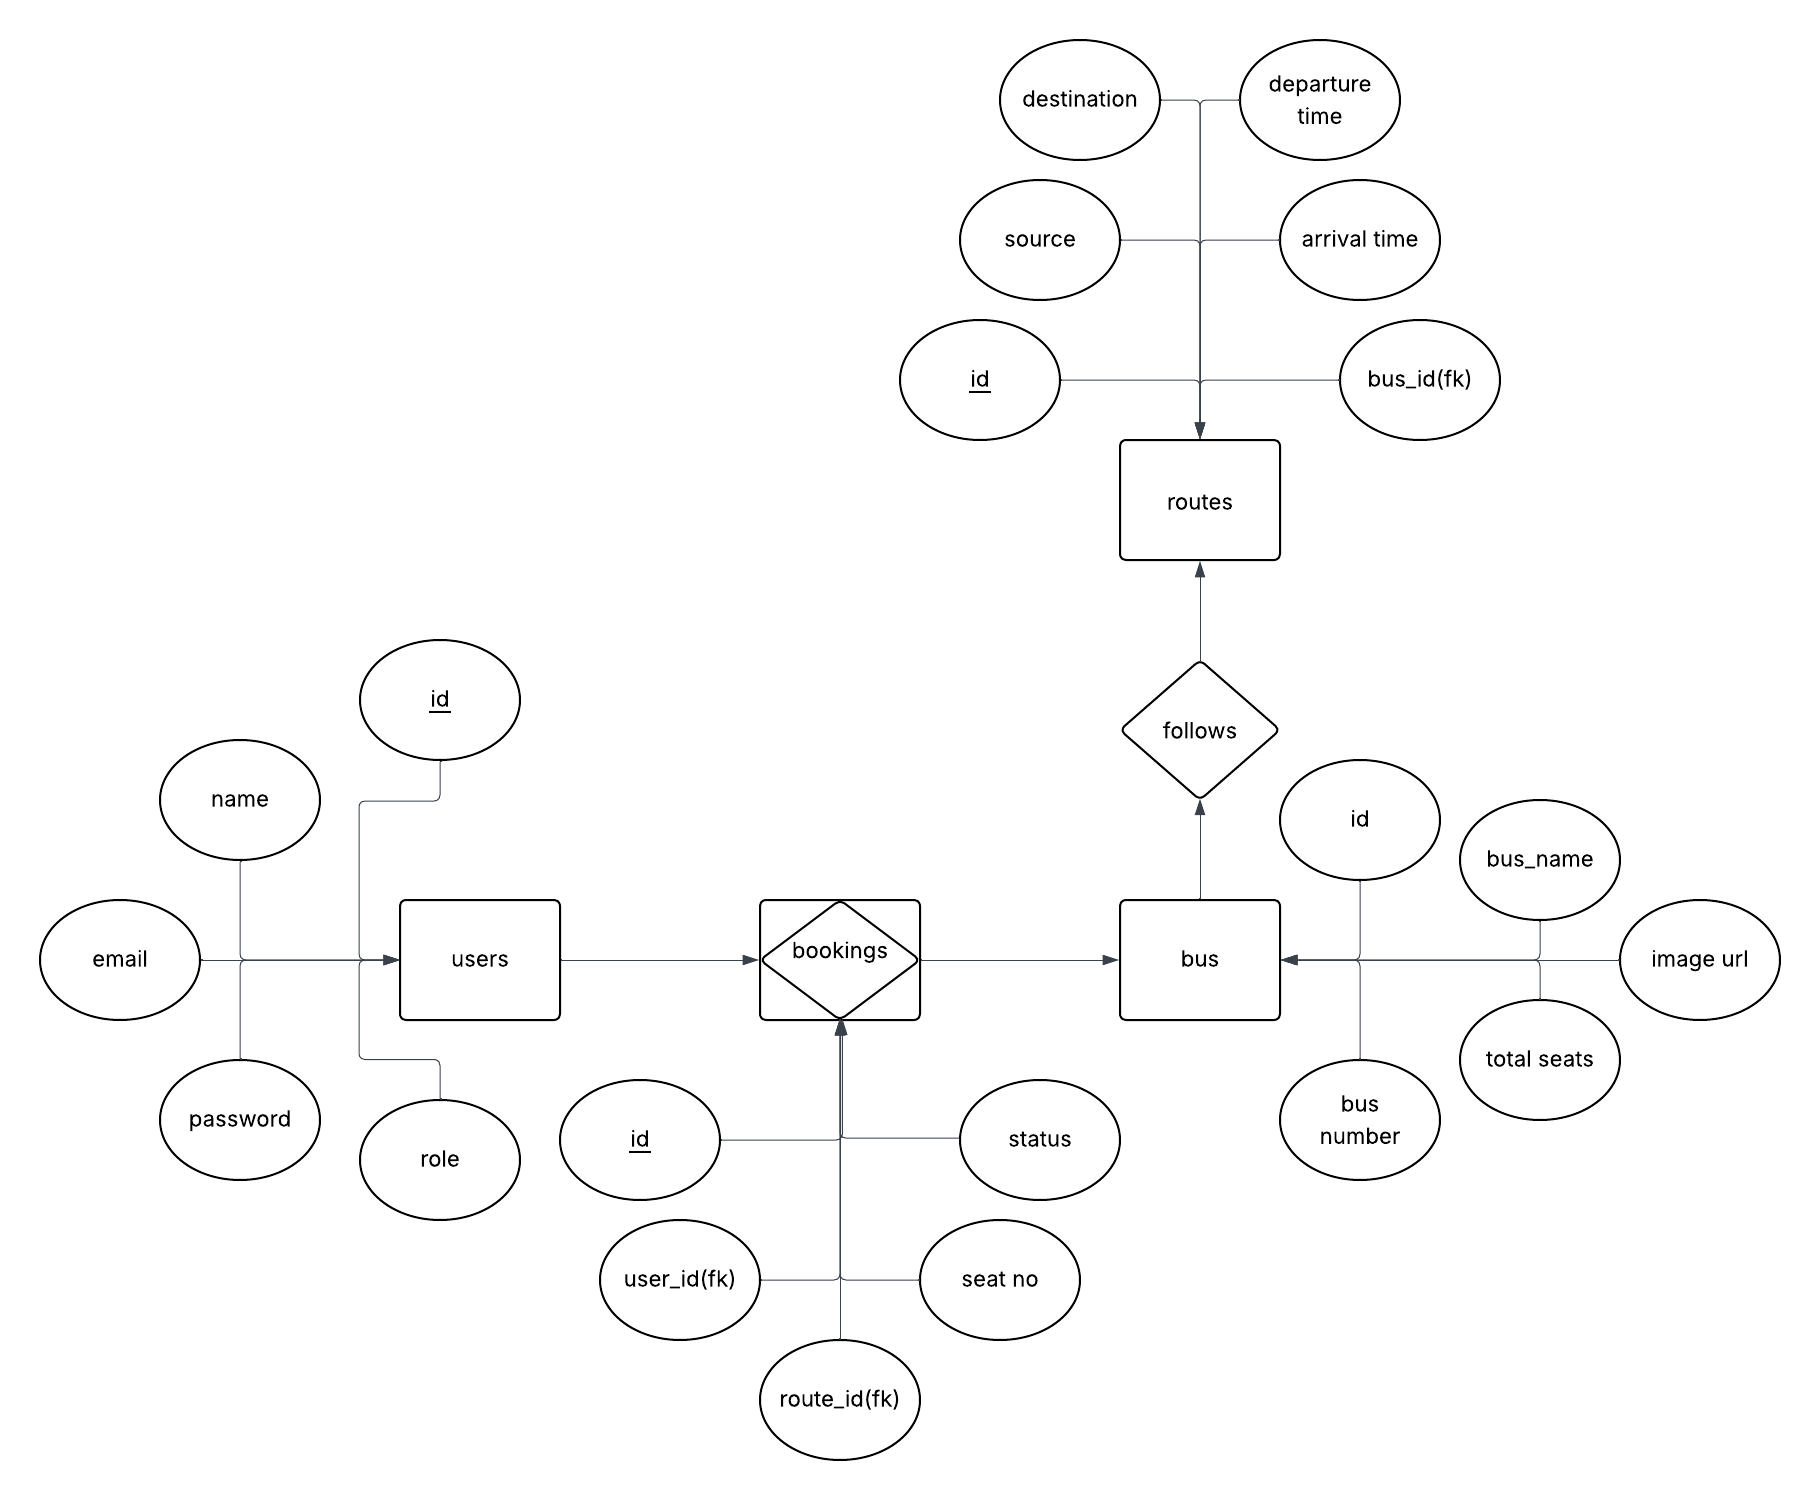 destination
departure
time
source
arrival time
id
bus_id(fk)
routes
id
follows
name
id
bus_name
email
users
bookings
bus
image url
total seats
password
role
id
status
bus
number
user_id(fk)
seat no
route_id(fk)